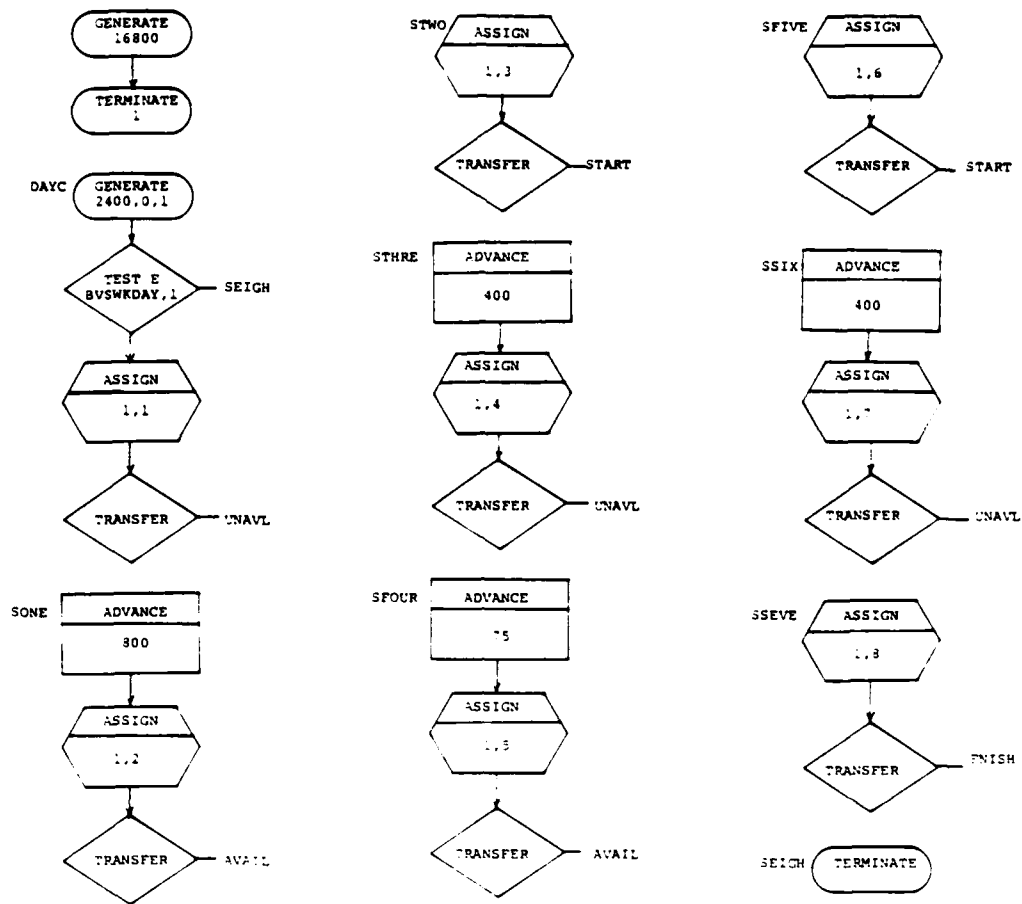 GENERATE
16800
TERMINATE
1
DAYC
GENERATE
2400,0,1
TEST E
BVSWKDAY,1
SEIGH
ASSIGN
1,1
TRANSFER
UNAVL
SONE
ADVANCE
800
ASSIGN
1,2
TRANSFER
AVAIL
STWO
ASSIGN
1,3
TRANSFER
START
STHRE
ADVANCE
400
ASSIGN
1,4
TRANSFER
UNAVL
SFOUR
ADVANCE
75
ASSIGN
1,5
TRANSFER
AVAIL
SFIVE
ASSIGN
1,6
TRANSFER
START
SSIX
ADVANCE
400
ASSIGN
1,7
TRANSFER
UNAVL
SSEVE
ASSIGN
1,8
TRANSFER
FNISH
SEIGH
TERMINATE